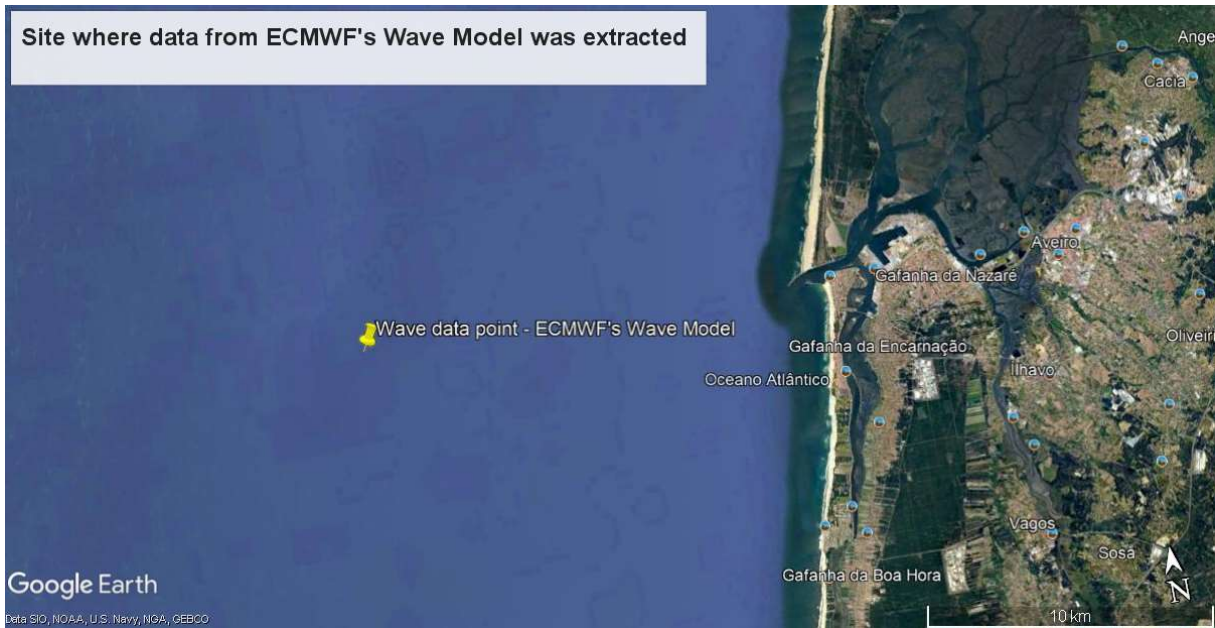 Site where data from ECMWF's Wave Model was extracted
Cacia
Aveiro
Gafanha da Nazaré
Wave data point - ECMWF's Wave Model
Oliveiri
Gafanha da Encarnação
Ílhavo
Oceano Atlântico
Vagos
Sosa
Gafanha da Boa Hora
Google Earth
N
10 km
Data SIO, NOAA, U.S. Navy, NGA, GEBCO